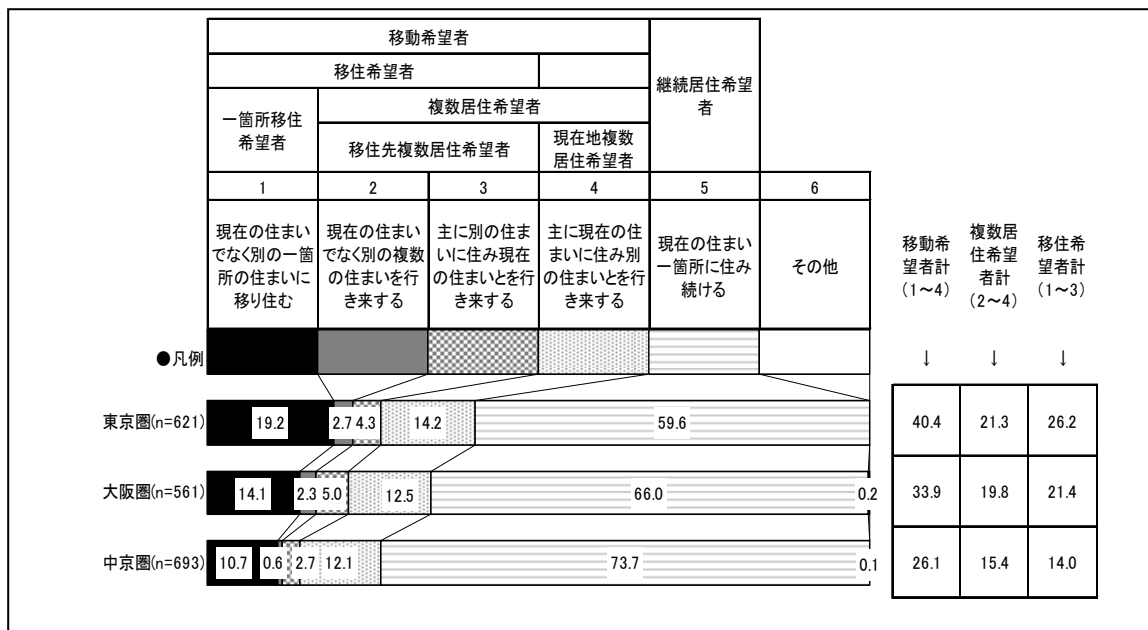 移動希望者
移住希望者
継続居住希望
者
一箇所移住
希望者
複数居住希望者
移住先複数居住希望者
現在地複数
居住希望者
1
2
3
4
5
6
現在の住まい
でなく別の一箇
所の住まいに
移り住む
現在の住まい
でなく別の複数
の住まいを行
き来する
主に別の住ま
いに住み現在
の住まいとを行
き来する
主に現在の住
まいに住み別
の住まいとを行
き来する
現在の住まい
一箇所に住み
続ける
その他
移動希
望者計
(1～4)
複数居
住希望
者計
(2～4)
移住希
望者計
(1～3)
●凡例
↓ ↓ ↓
東京圏(n=621) 19.2 2.7 4.3 14.2 59.6 40.4 21.3 26.2
大阪圏(n=561) 14.1 2.3 5.0 12.5 66.0 0.2 33.9 19.8 21.4
中京圏(n=693) 10.7 0.6 2.7 12.1 73.7 0.1 26.1 15.4 14.0